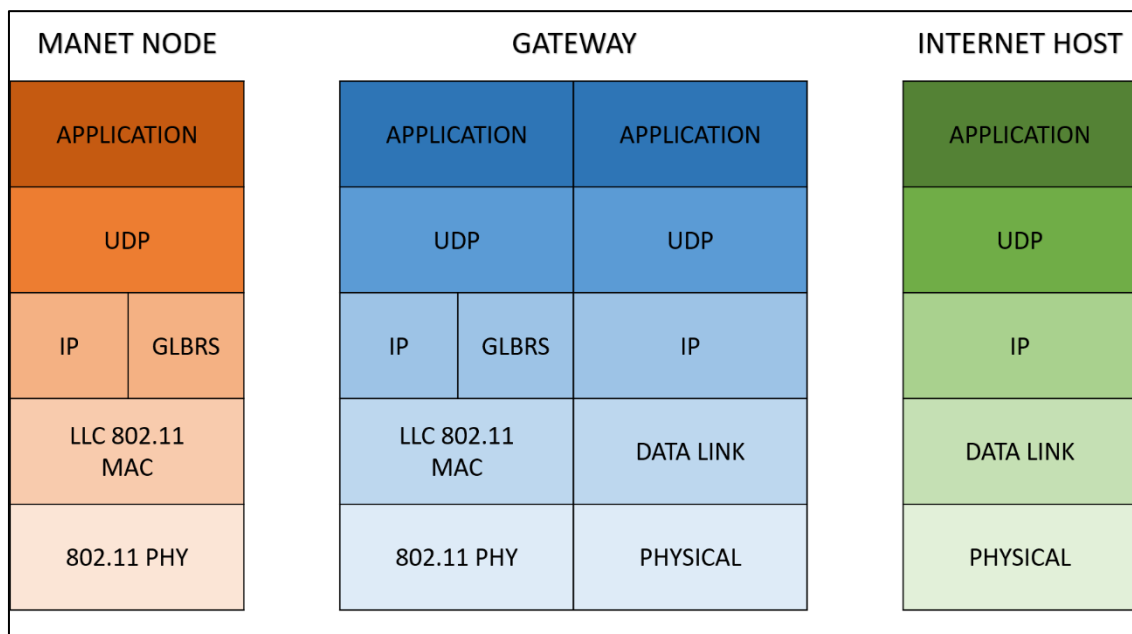 MANET NODE
GATEWAY
INTERNET HOST
APPLICATION
APPLICATION
APPLICATION
APPLICATION
UDP
UDP
UDP
UDP
IP
GLBRS
IP
GLBRS
IP
IP
LLC 802.11
MAC
LLC 802.11
MAC
DATA LINK
DATA LINK
802.11 PHY
802.11 PHY
PHYSICAL
PHYSICAL